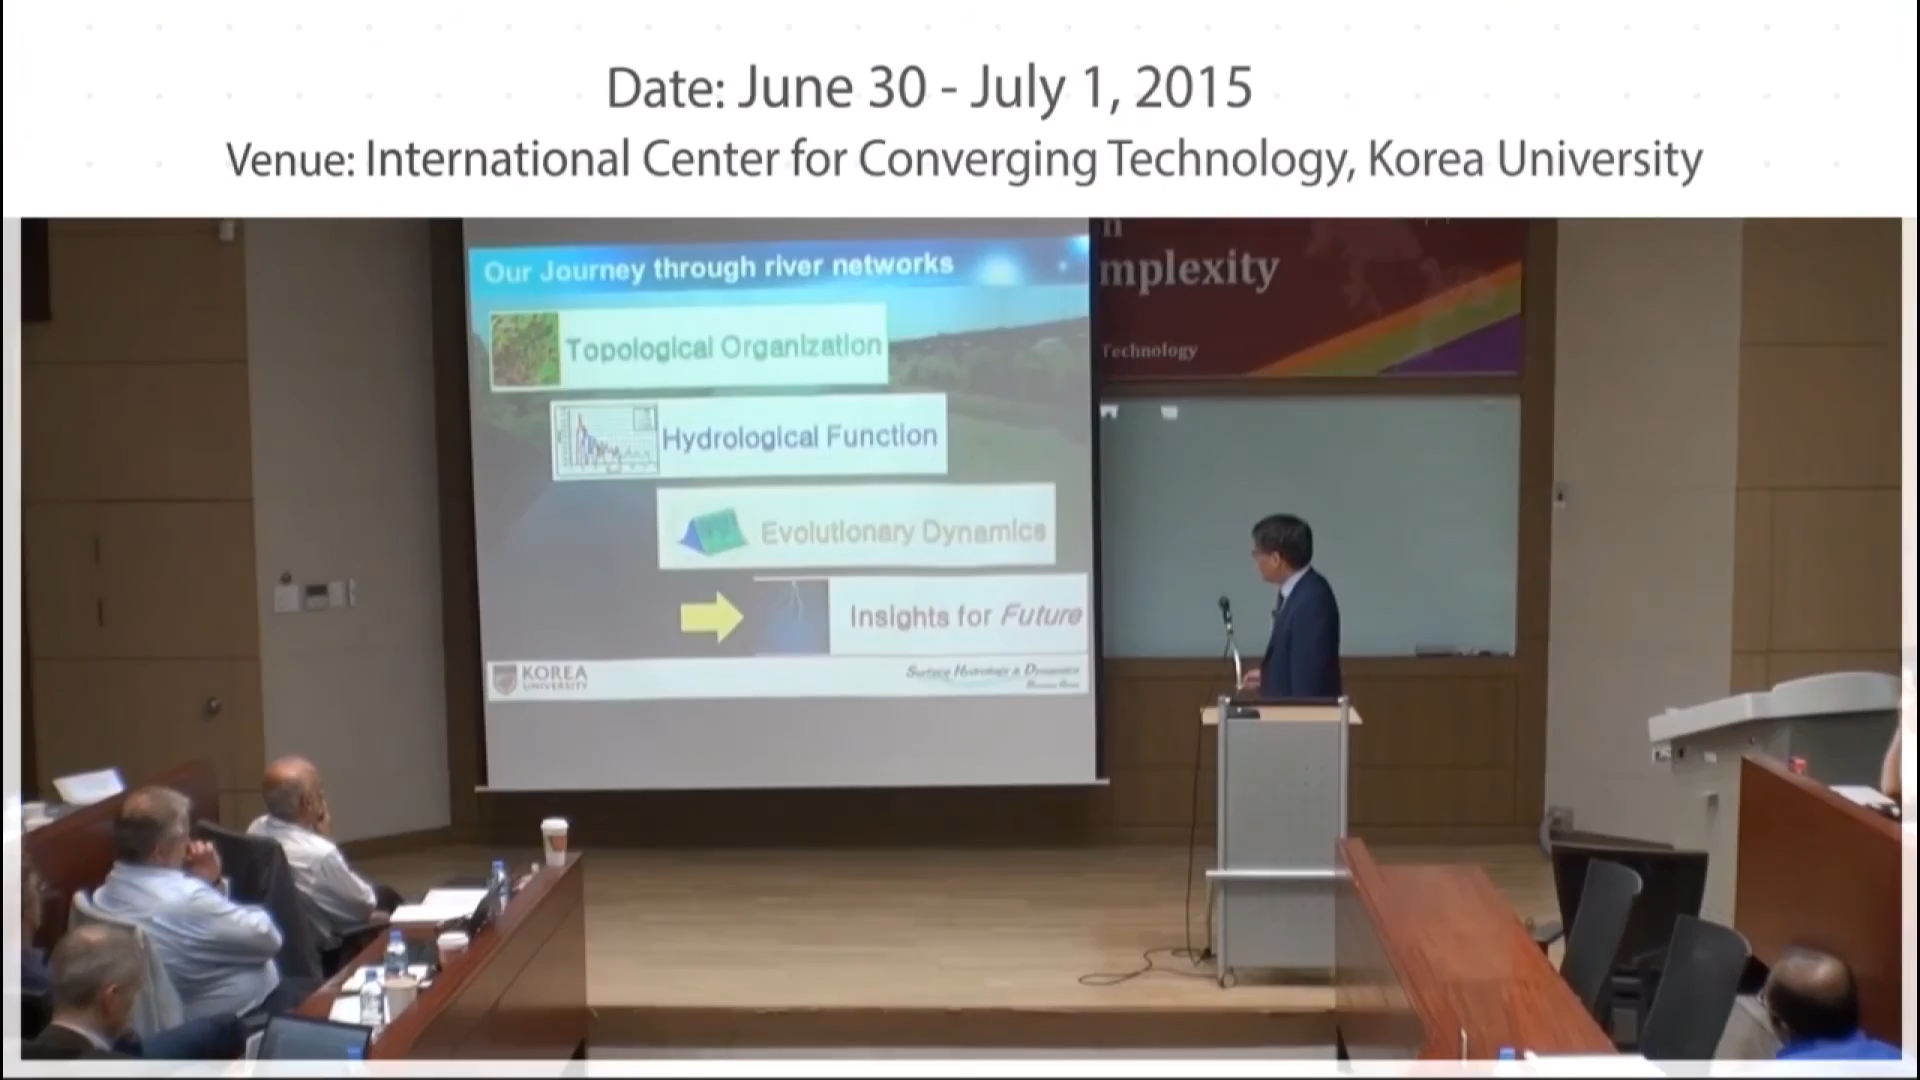 Date: June 30 - July 1, 2015
Venue: International Center for Converging Technology, Korea University
Our Journey through river networks
mplexity
Technology
Topological Organization
Hydrological Function
Evolutionary Dynamics
Insights for Future
KOREA
UNIVERSITY
Surface Hydrology & Dynamics